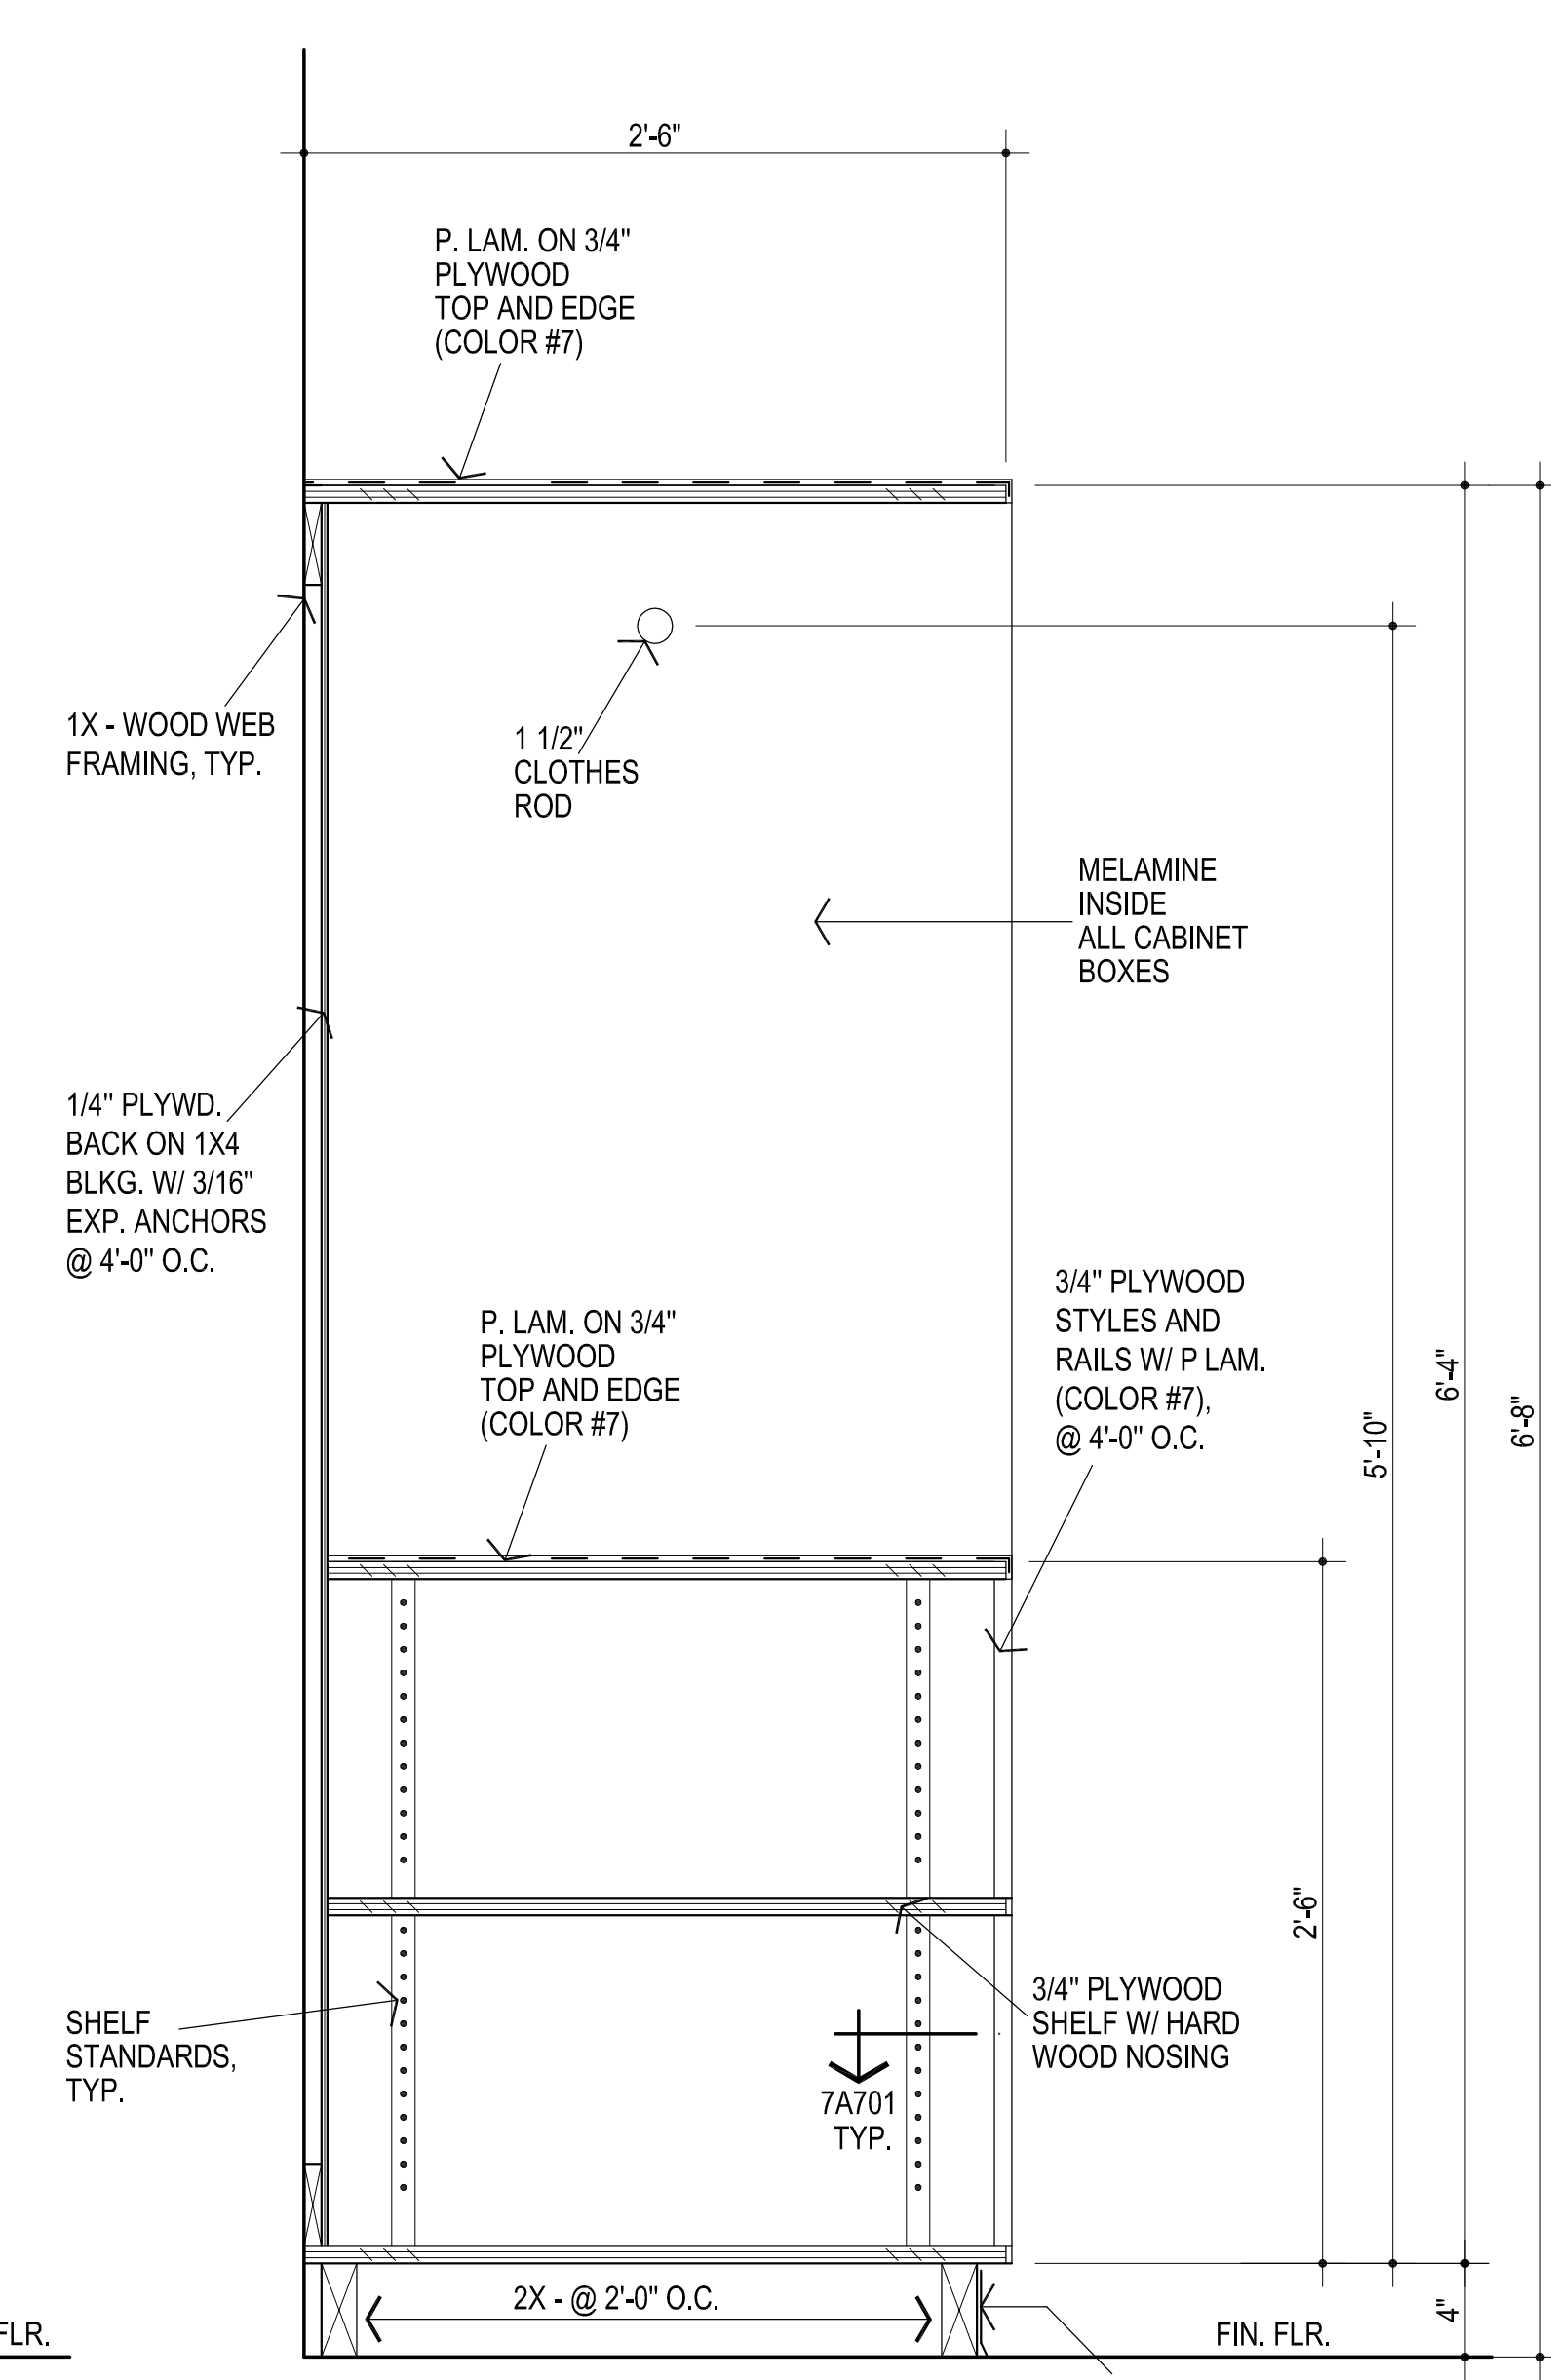 2'-6"
P. LAM. ON 3/4"
PLYWOOD
TOP AND EDGE
(COLOR #7)
1X - WOOD WEB
FRAMING, TYP.
1 1/2"
CLOTHES
ROD
MELAMINE
INSIDE
ALL CABINET
BOXES
1/4" PLYWD.
BACK ON 1X4
BLKG. W/ 3/16"
EXP. ANCHORS
@ 4'-0" O.C.
P. LAM. ON 3/4"
PLYWOOD
TOP AND EDGE
(COLOR #7)
3/4" PLYWOOD
STYLES AND
RAILS W/ P LAM.
(COLOR #7),
@ 4'-0" O.C.
5'-10"
6'-4"
6'-8"
2'-6"
SHELF
STANDARDS,
TYP.
3/4" PLYWOOD
SHELF W/ HARD
WOOD NOSING
7A701
TYP.
2X - @ 2'-0" O.C.
4"
FLR.
FIN. FLR.